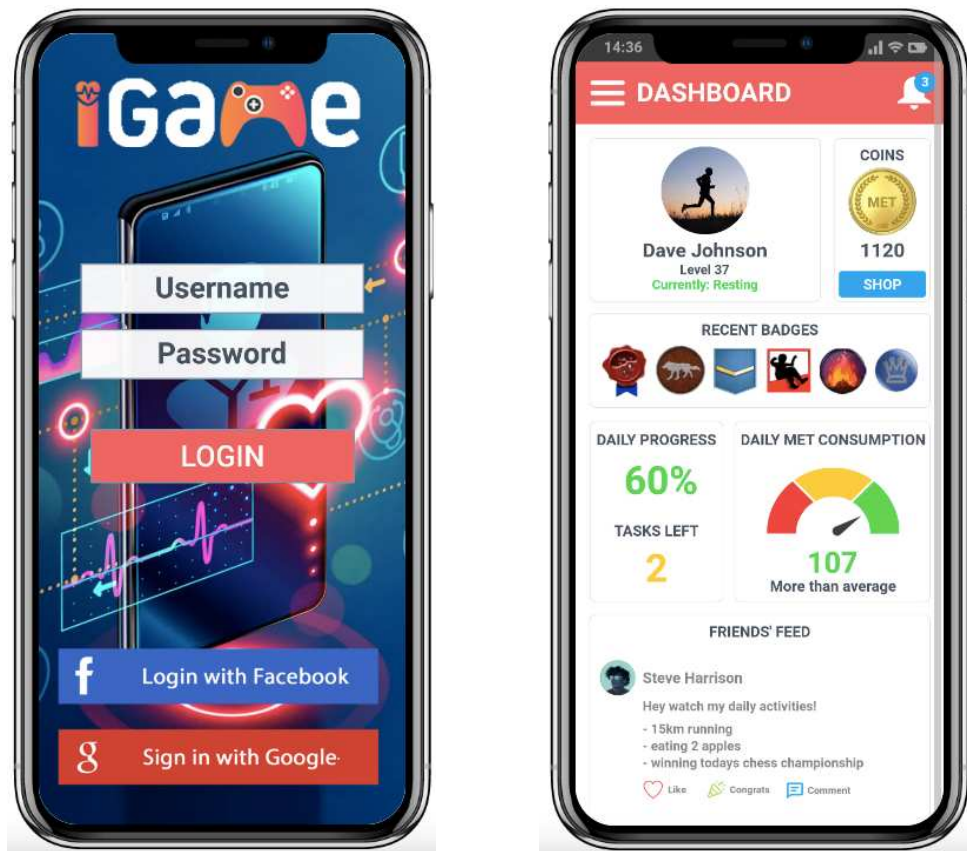 iGame
Username
Password
LOGIN
f Login with Facebook
g Sign in with Google
14:36
DASHBOARD
3
COINS
MET
1120
SHOP
Dave Johnson
Level 37
Currently: Resting
RECENT BADGES
DAILY PROGRESS
60%
TASKS LEFT
2
DAILY MET CONSUMPTION
107
More than average
FRIENDS' FEED
Steve Harrison
Hey watch my daily activities!
- 15km running
- eating 2 apples
- winning todays chess championship
Like Congrats Comment